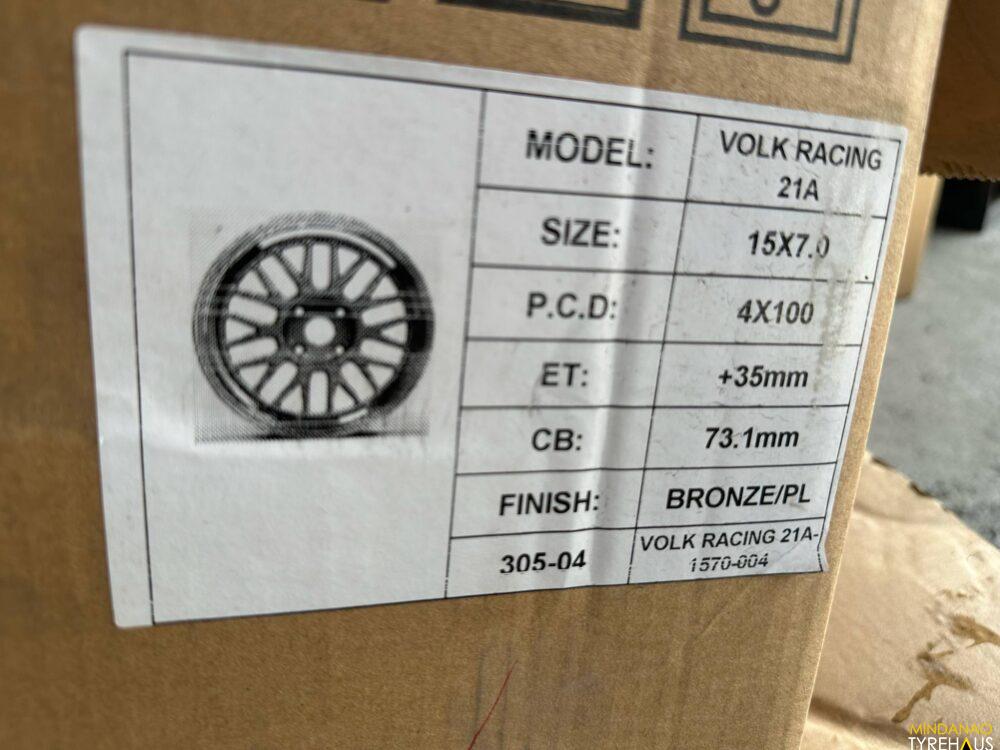 MODEL:
VOLK RACING
21A
SIZE:
15X7.0
P.C.D:
4X100
ET:
+35mm
CB:
73.1mm
FINISH:
BRONZE/PL
305-04
VOLK RACING 21A-
1570-004
MINDANAO
TYREHAUS